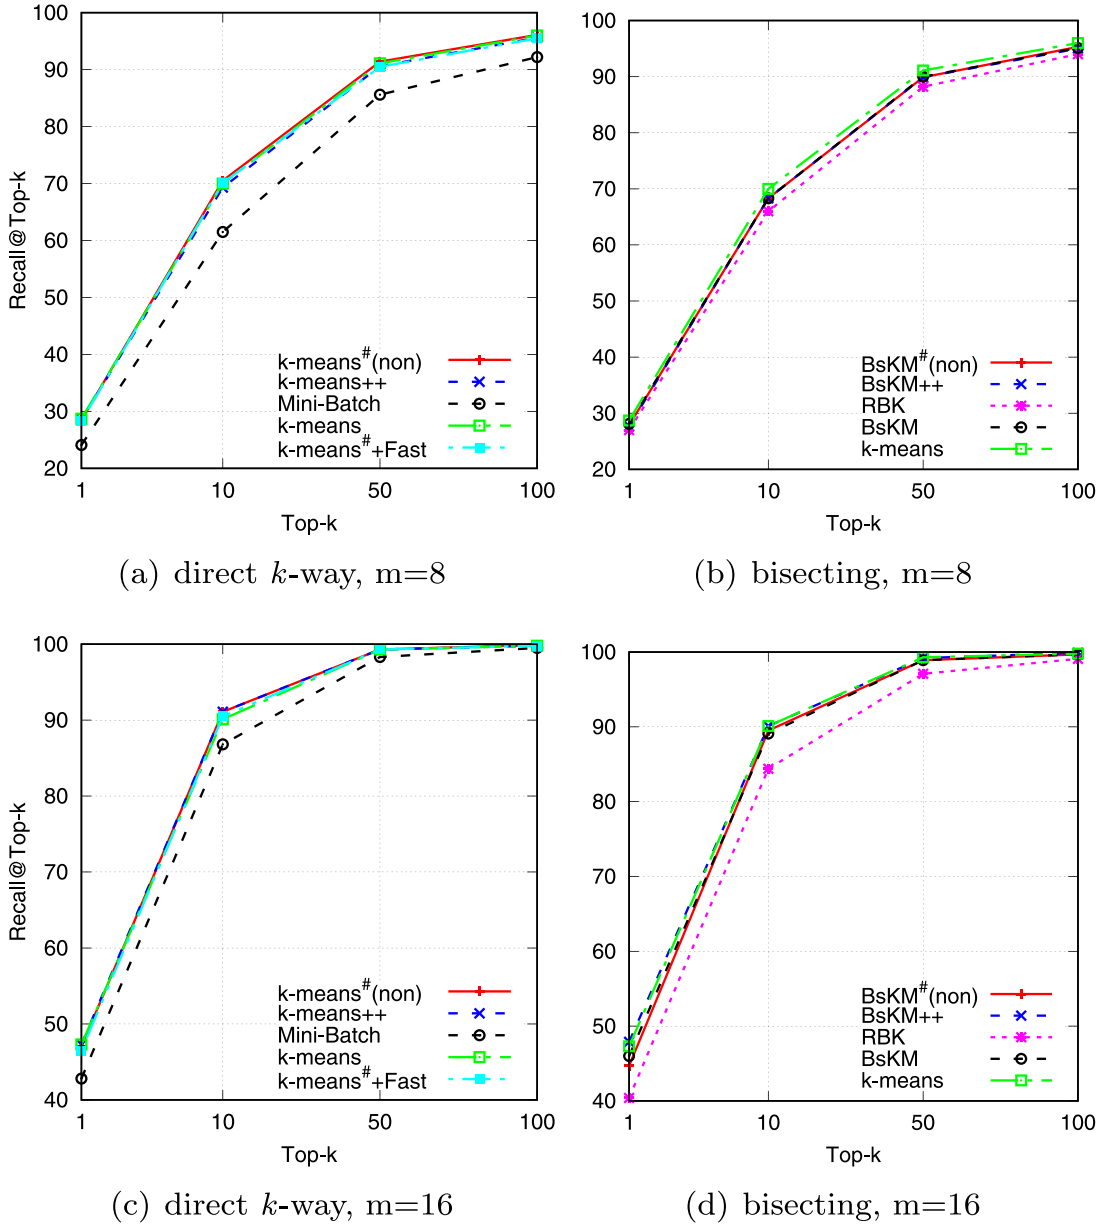 100
90
80
70
60
50
40
30
20
Recall@Top-k
k-means#(non)
k-means++
Mini-Batch
k-means
k-means#+Fast
1 10 50 100
Top-k
(a) direct k-way, m=8
100
90
80
70
60
50
40
30
20
BsKM#(non)
BsKM++
RBK
BsKM
k-means
1 10 50 100
Top-k
(b) bisecting, m=8
100
90
80
70
60
50
40
Recall@Top-k
k-means#(non)
k-means++
Mini-Batch
k-means
k-means#+Fast
1 10 50 100
Top-k
(c) direct k-way, m=16
100
90
80
70
60
50
40
BsKM#(non)
BsKM++
RBK
BsKM
k-means
1 10 50 100
Top-k
(d) bisecting, m=16